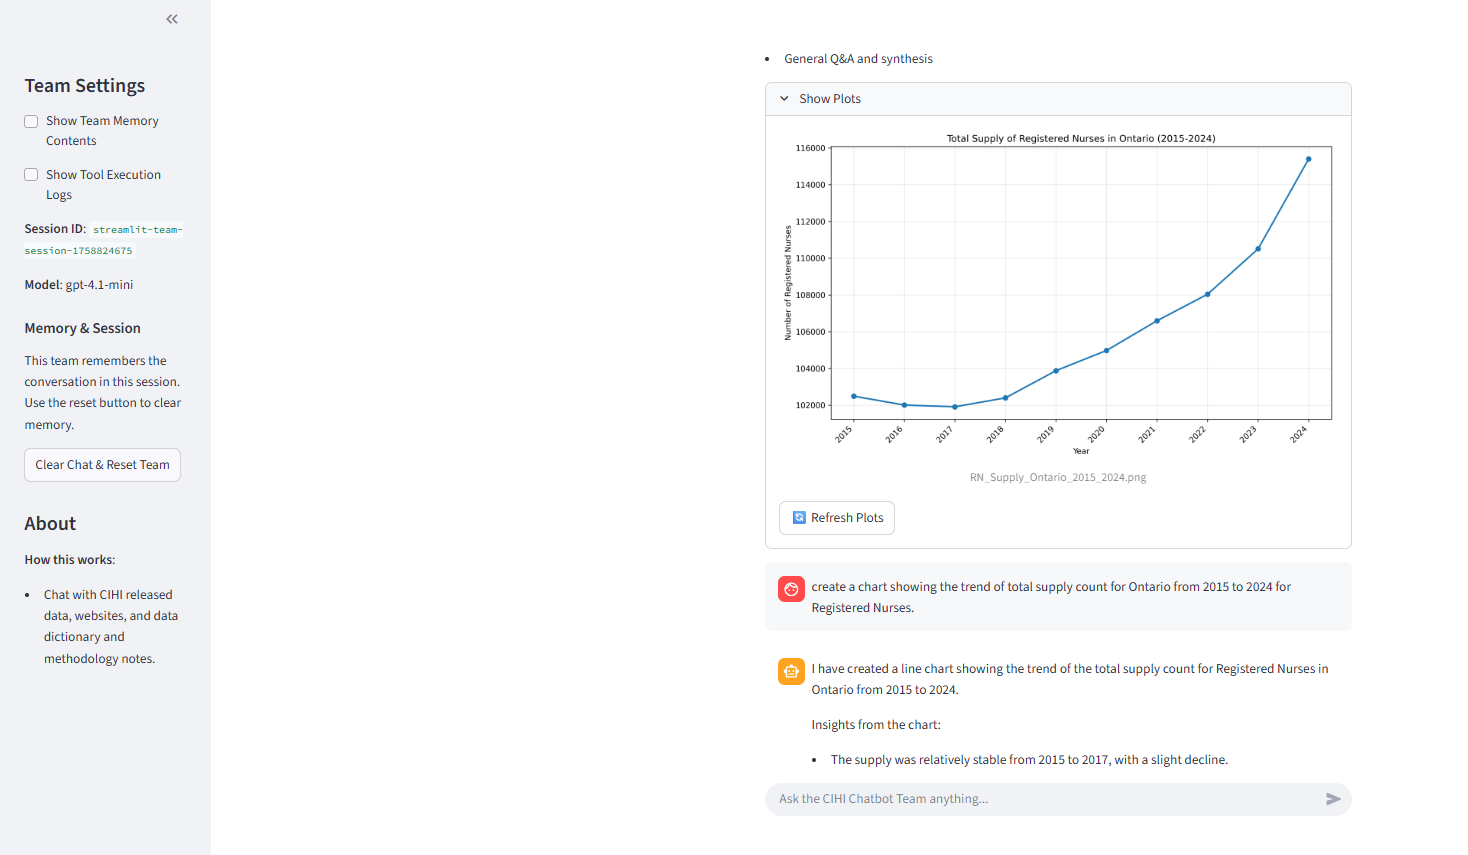 Team Settings
Show Team Memory
Contents
Show Tool Execution
Logs
Session ID: streamlit-team-
session-1758824675
Model: gpt-4.1-mini
Memory & Session
This team remembers the
conversation in this session.
Use the reset button to clear
memory.
Clear Chat & Reset Team
About
How this works:
• Chat with CIHI released
data, websites, and data
dictionary and
methodology notes.
• General Q&A and synthesis
Show Plots
Total Supply of Registered Nurses in Ontario (2015-2024)
Number of Registered Nurses
116000
114000
112000
110000
108000
106000
104000
102000
2015 2016 2017 2018 2019 2020 2021 2022 2023 2024
Year
RN_Supply_Ontario_2015_2024.png
Refresh Plots
create a chart showing the trend of total supply count for Ontario from 2015 to 2024 for
Registered Nurses.
I have created a line chart showing the trend of the total supply count for Registered Nurses in
Ontario from 2015 to 2024.
Insights from the chart:
• The supply was relatively stable from 2015 to 2017, with a slight decline.
Ask the CIHI Chatbot Team anything...